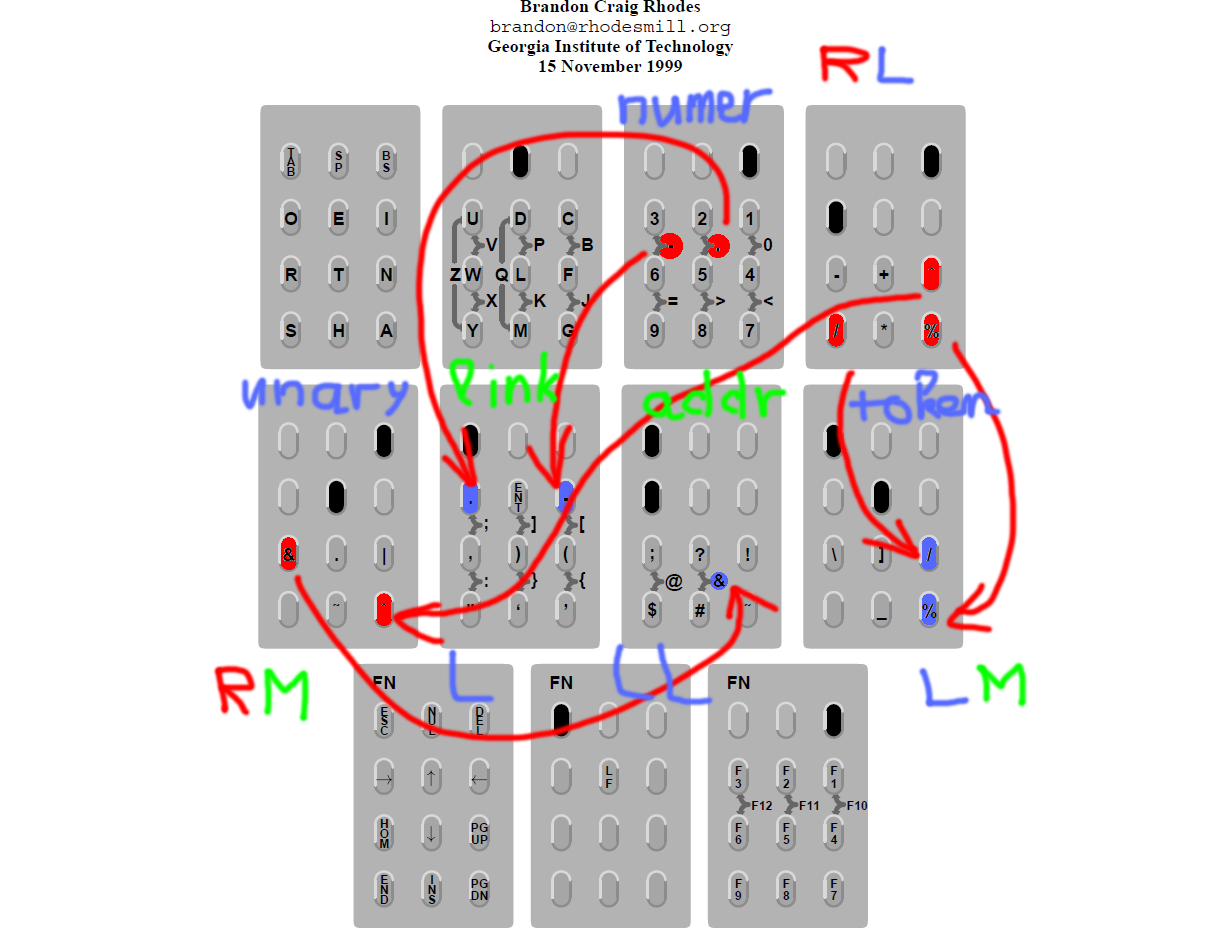 Brandon Craig Rhodes
brandon@rhodesmill.org
Georgia Institute of Technology
15 November 1999
RL
numer
TAB SP BS
O E I
R T N
S H A
U D C
V P B
Z W Q L F
X K J
Y M G
3 2 1
- . 0
6 5 4
= > <
9 8 7
- + ^
/ * %
unary link addr token
& . |
~ ^
. ENT -
; ] [
, ) (
: } {
" ‘ ’
; ? !
@ &
$ # ~
\ ] /
_ %
RM L LL LM
FN FN FN
ESC NUL DEL
→ ↑ ←
HOM ↓ PG UP
END INS PG DN
LF
F3 F2 F1
F12 F11 F10
F6 F5 F4
F9 F8 F7